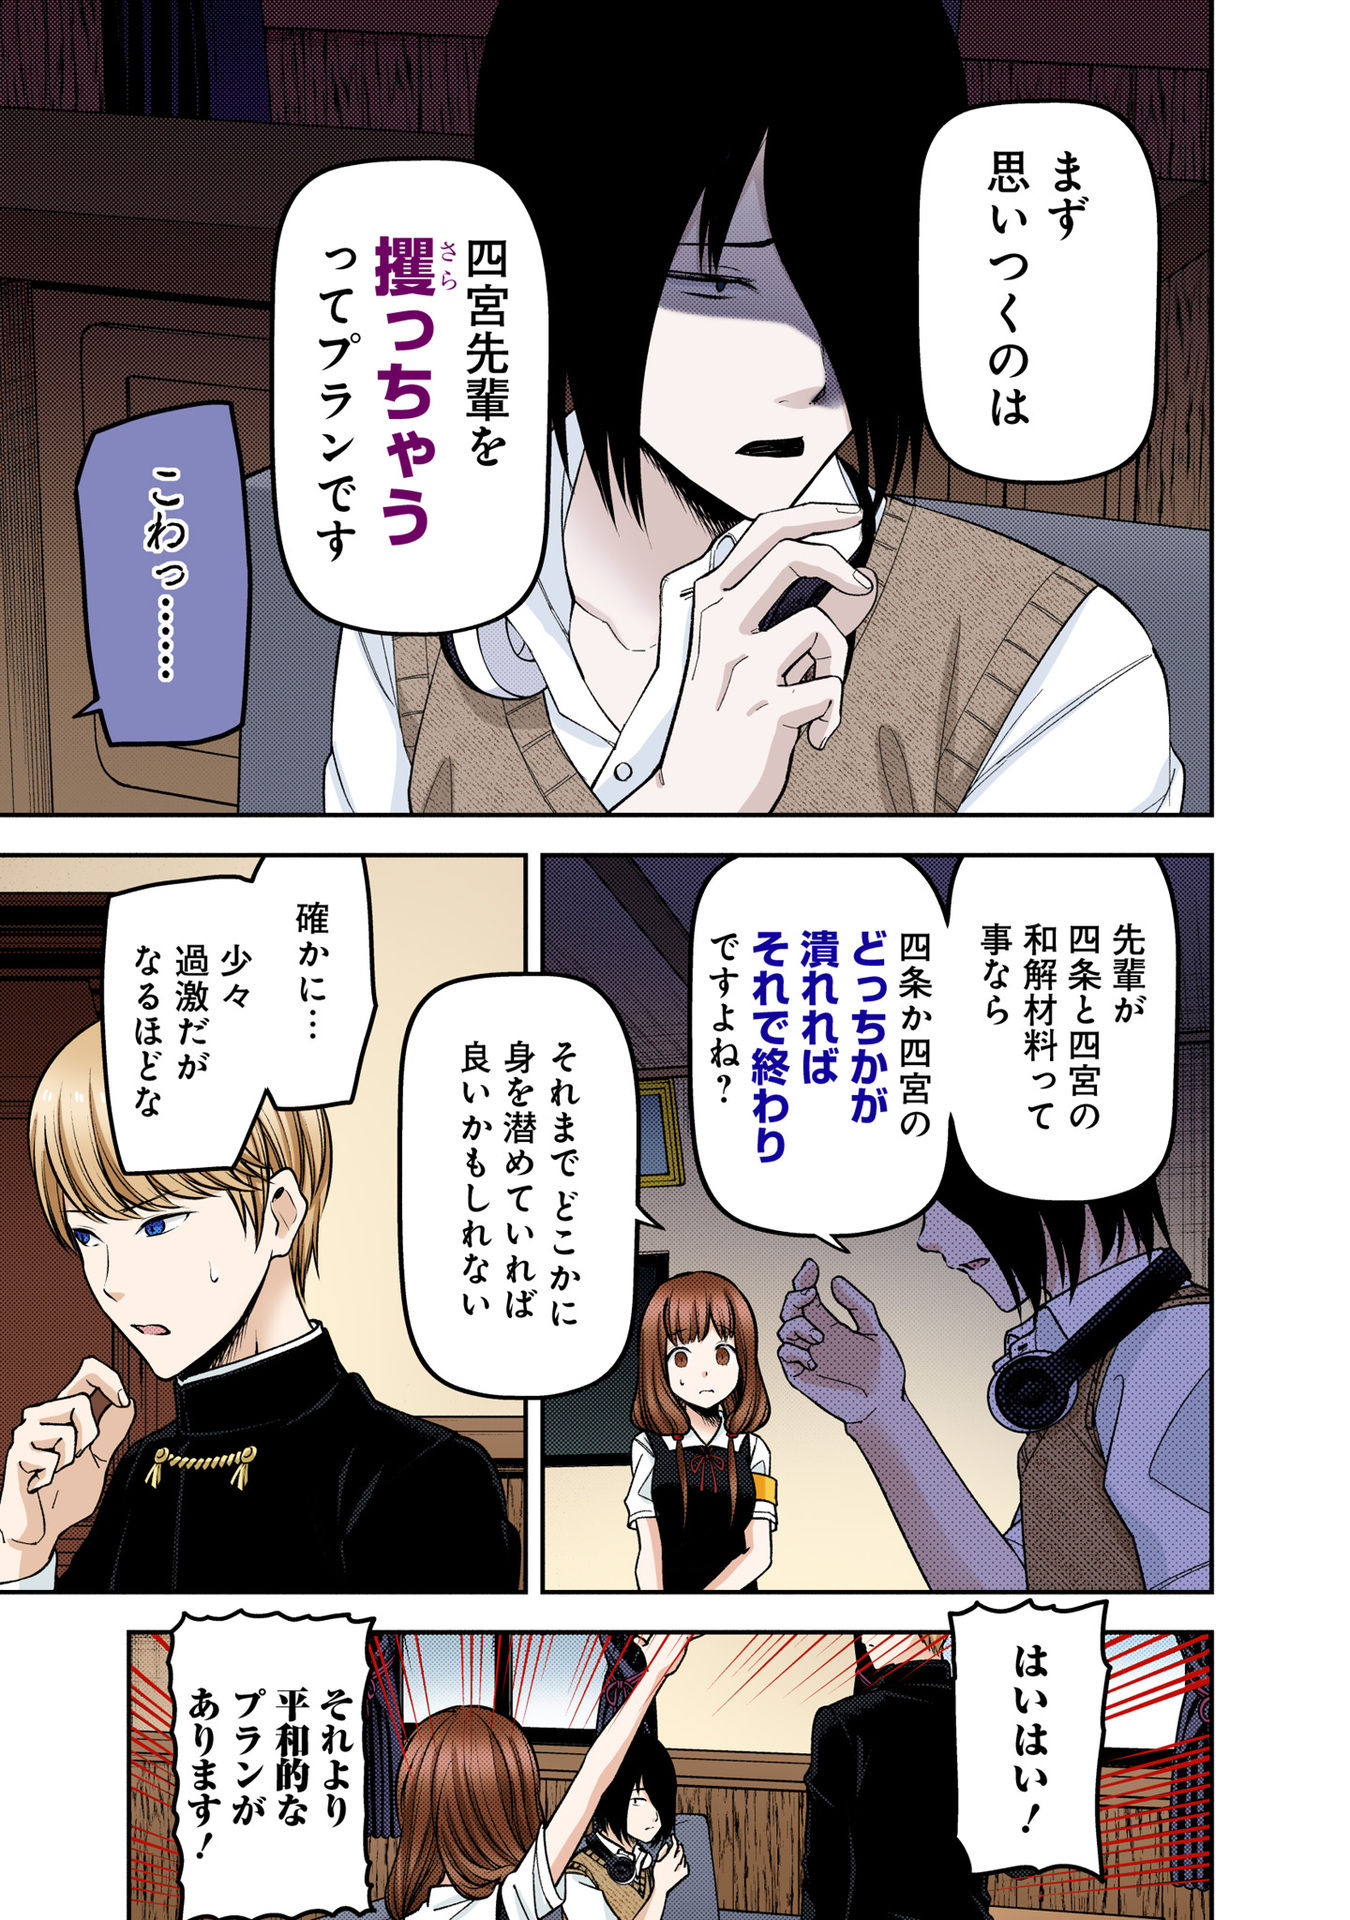 まず
思いつくのは
四宮先輩を
攫っちゃう
さら
ってプランです
こわっ……
先輩が
四条と四宮の
和解材料って
事なら
四条か四宮の
どっちかが
潰れれば
それで終わり
ですよね?
それまでどこかに
身を潜めていれば
良いかもしれない
確かに…
少々
過激だが
なるほどな
はいはい!
それより
平和的な
プランが
あります!